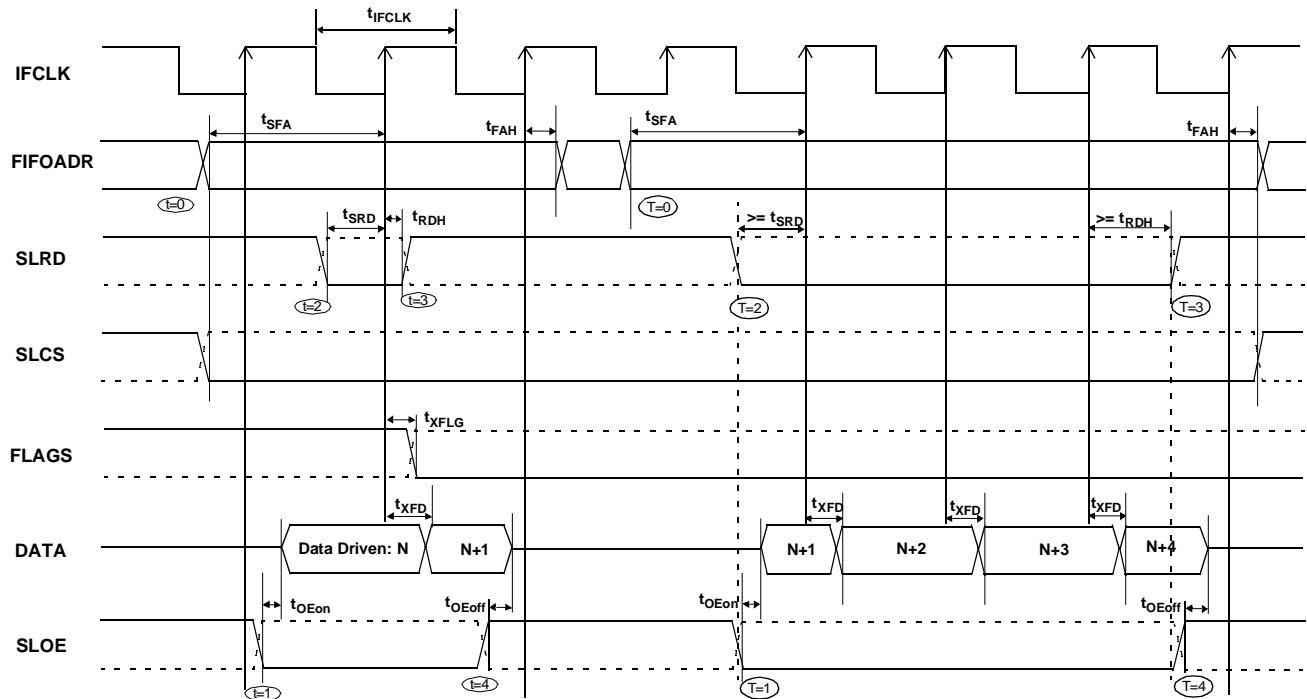 tIFCLK
IFCLK
tSFA
tFAH
tSFA
tFAH
FIFOADR
t=0
T=0
tSRD
tRDH
>= tSRD
>= tRDH
SLRD
t=2
t=3
T=2
T=3
SLCS
tXFLG
FLAGS
tXFD
tXFD
tXFD
tXFD
DATA
Data Driven: N
N+1
N+1
N+2
N+3
N+4
tOEon
tOEoff
tOEon
tOEoff
SLOE
t=1
t=4
T=1
T=4